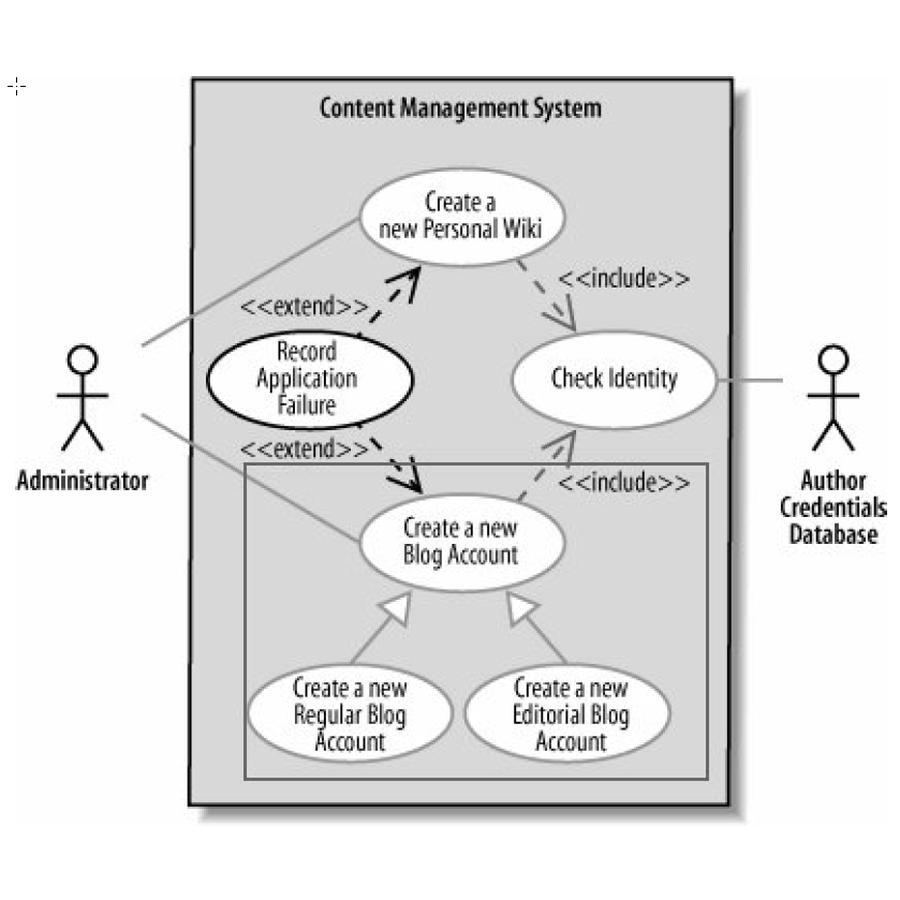 Content Management System
Create a
new Personal Wiki
<<include>>
<<extend>>
Record
Application
Failure
Check Identity
<<extend>>
Administrator
Author
Credentials
Database
<<include>>
Create a new
Blog Account
Create a new
Regular Blog
Account
Create a new
Editorial Blog
Account